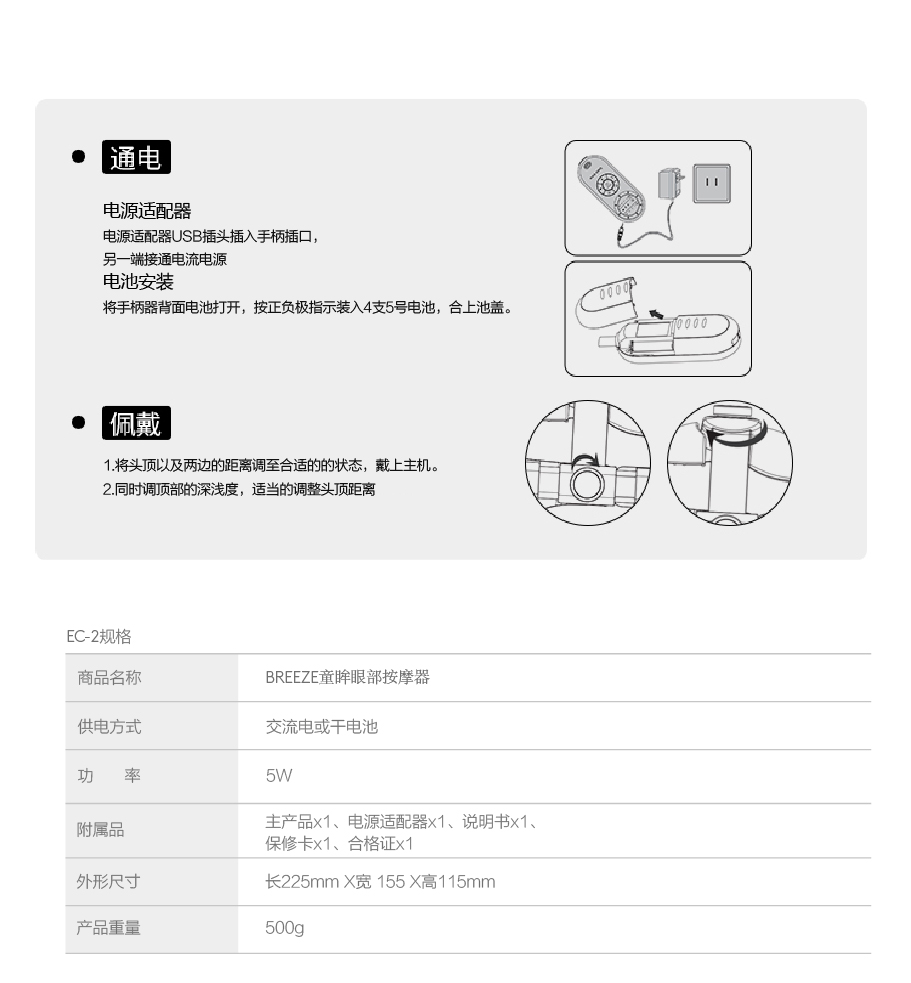 通电
电源适配器
电源适配器USB插头插入手柄插口，
另一端接通电流电源
电池安装
将手柄器背面电池打开，按正负极指示装入4支5号电池，合上池盖。
佩戴
1.将头顶以及两边的距离调至合适的的状态，戴上主机。
2.同时调顶部的深浅度，适当的调整头顶距离
EC-2规格
商品名称 BREEZE童眸眼部按摩器
供电方式 交流电或干电池
功 率 5W
附属品 主产品x1、电源适配器x1、说明书x1、
保修卡x1、合格证x1
外形尺寸 长225mm X宽 155 X高115mm
产品重量 500g